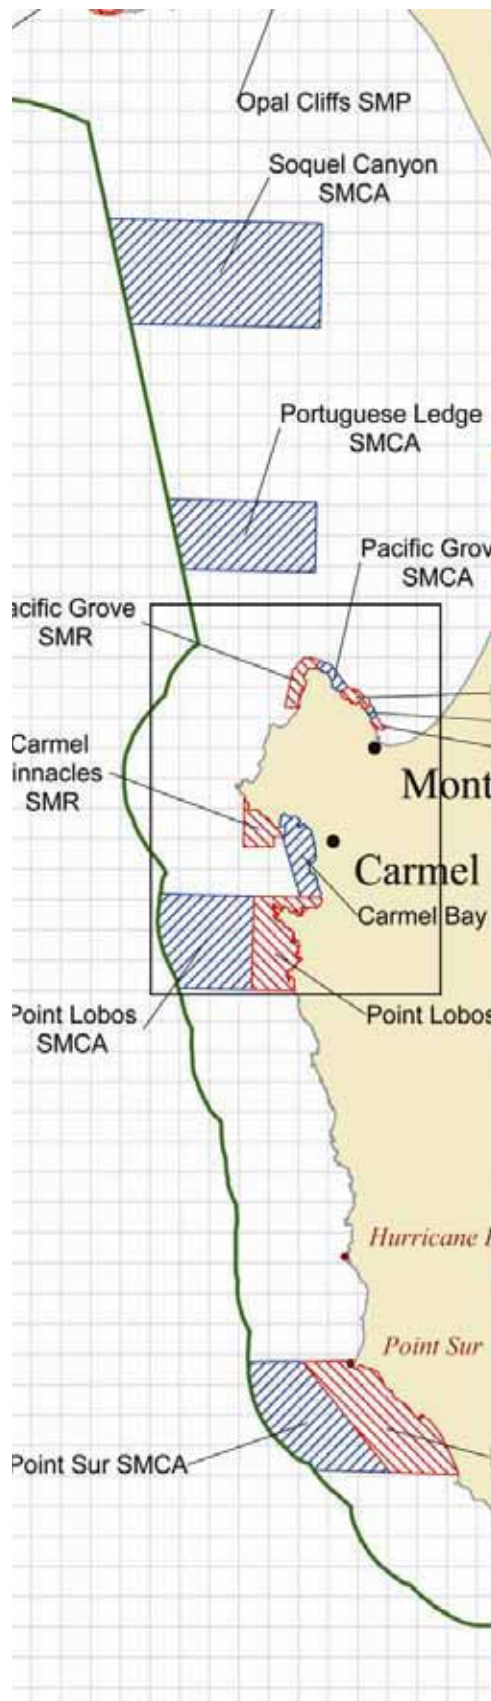 Opal Cliffs SMP
Soquel Canyon
SMCA
Portuguese Ledge
SMCA
Pacific Grov
SMCA
acific Grove
SMR
Carmel
innacles
SMR
Mont
Carmel
Carmel Bay
Point Lobos
SMCA
Point Lobos
Hurricane
Point Sur
Point Sur SMCA